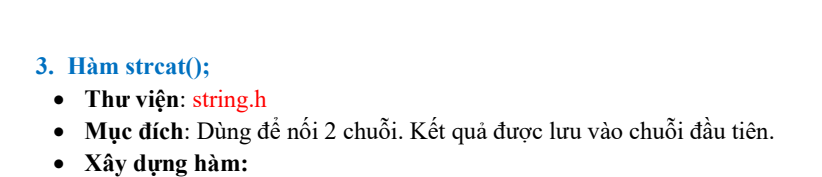 3. Hàm strcat();
• Thư viện: string.h
• Mục đích: Dùng để nối 2 chuỗi. Kết quả được lưu vào chuỗi đầu tiên.
• Xây dựng hàm: